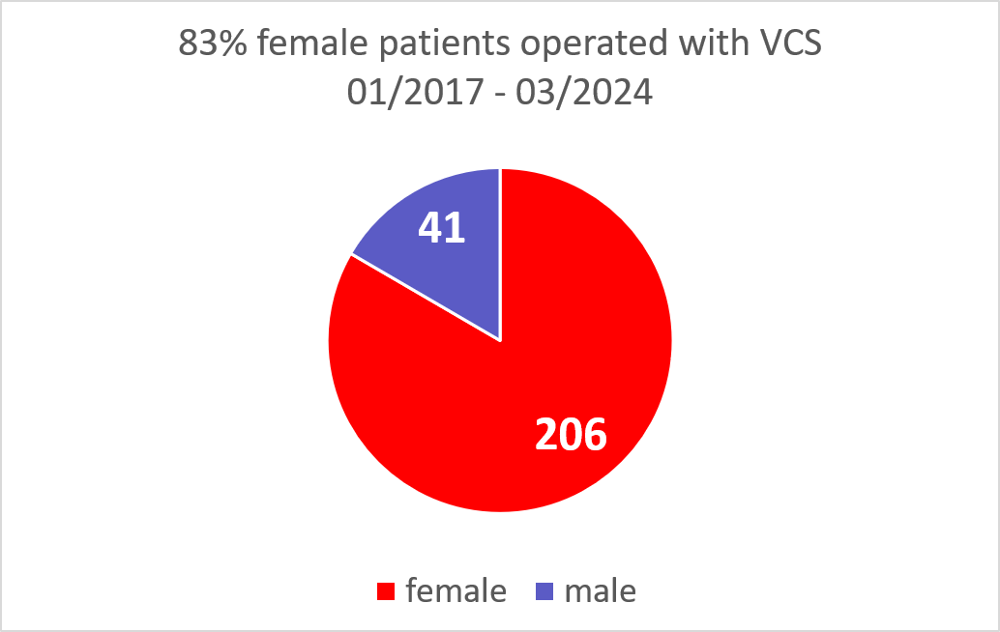 83% female patients operated with VCS
01/2017 - 03/2024
41
206
female
male